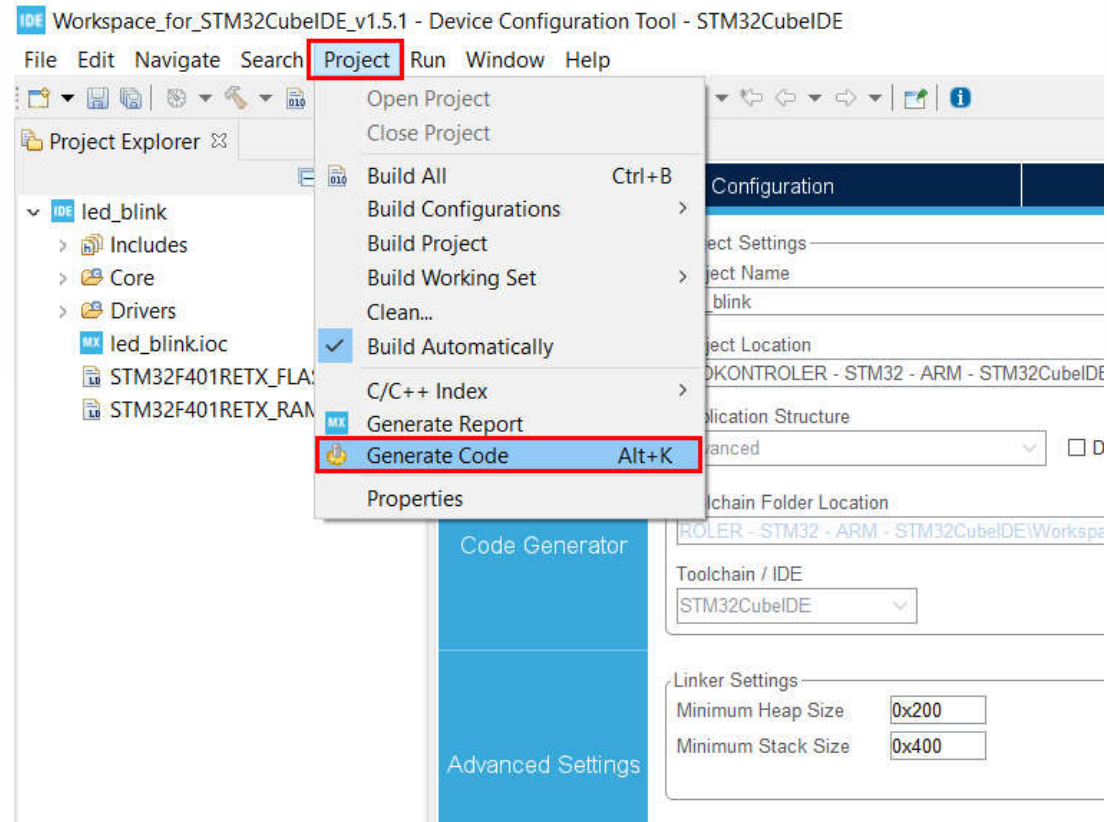 IDE Workspace_for_STM32CubeIDE_v1.5.1 - Device Configuration Tool - STM32CubeIDE
File Edit Navigate Search Project Run Window Help
Project Explorer
led_blink
Includes
Core
Drivers
led_blink.ioc
STM32F401RETX_FLA
STM32F401RETX_RAM
Open Project
Close Project
Build All Ctrl+B
Build Configurations
Build Project
Build Working Set
Clean...
Build Automatically
C/C++ Index
Generate Report
Generate Code Alt+K
Properties
Configuration
ect Settings
ject Name
_blink
ject Location
OKONTROLER - STM32 - ARM - STM32CubeIDE
plication Structure
vanced D
lchain Folder Location
ROLER - STM32 - ARM - STM32CubeIDE\Workspa
Toolchain / IDE
STM32CubeIDE
Code Generator
Linker Settings
Minimum Heap Size 0x200
Minimum Stack Size 0x400
Advanced Settings